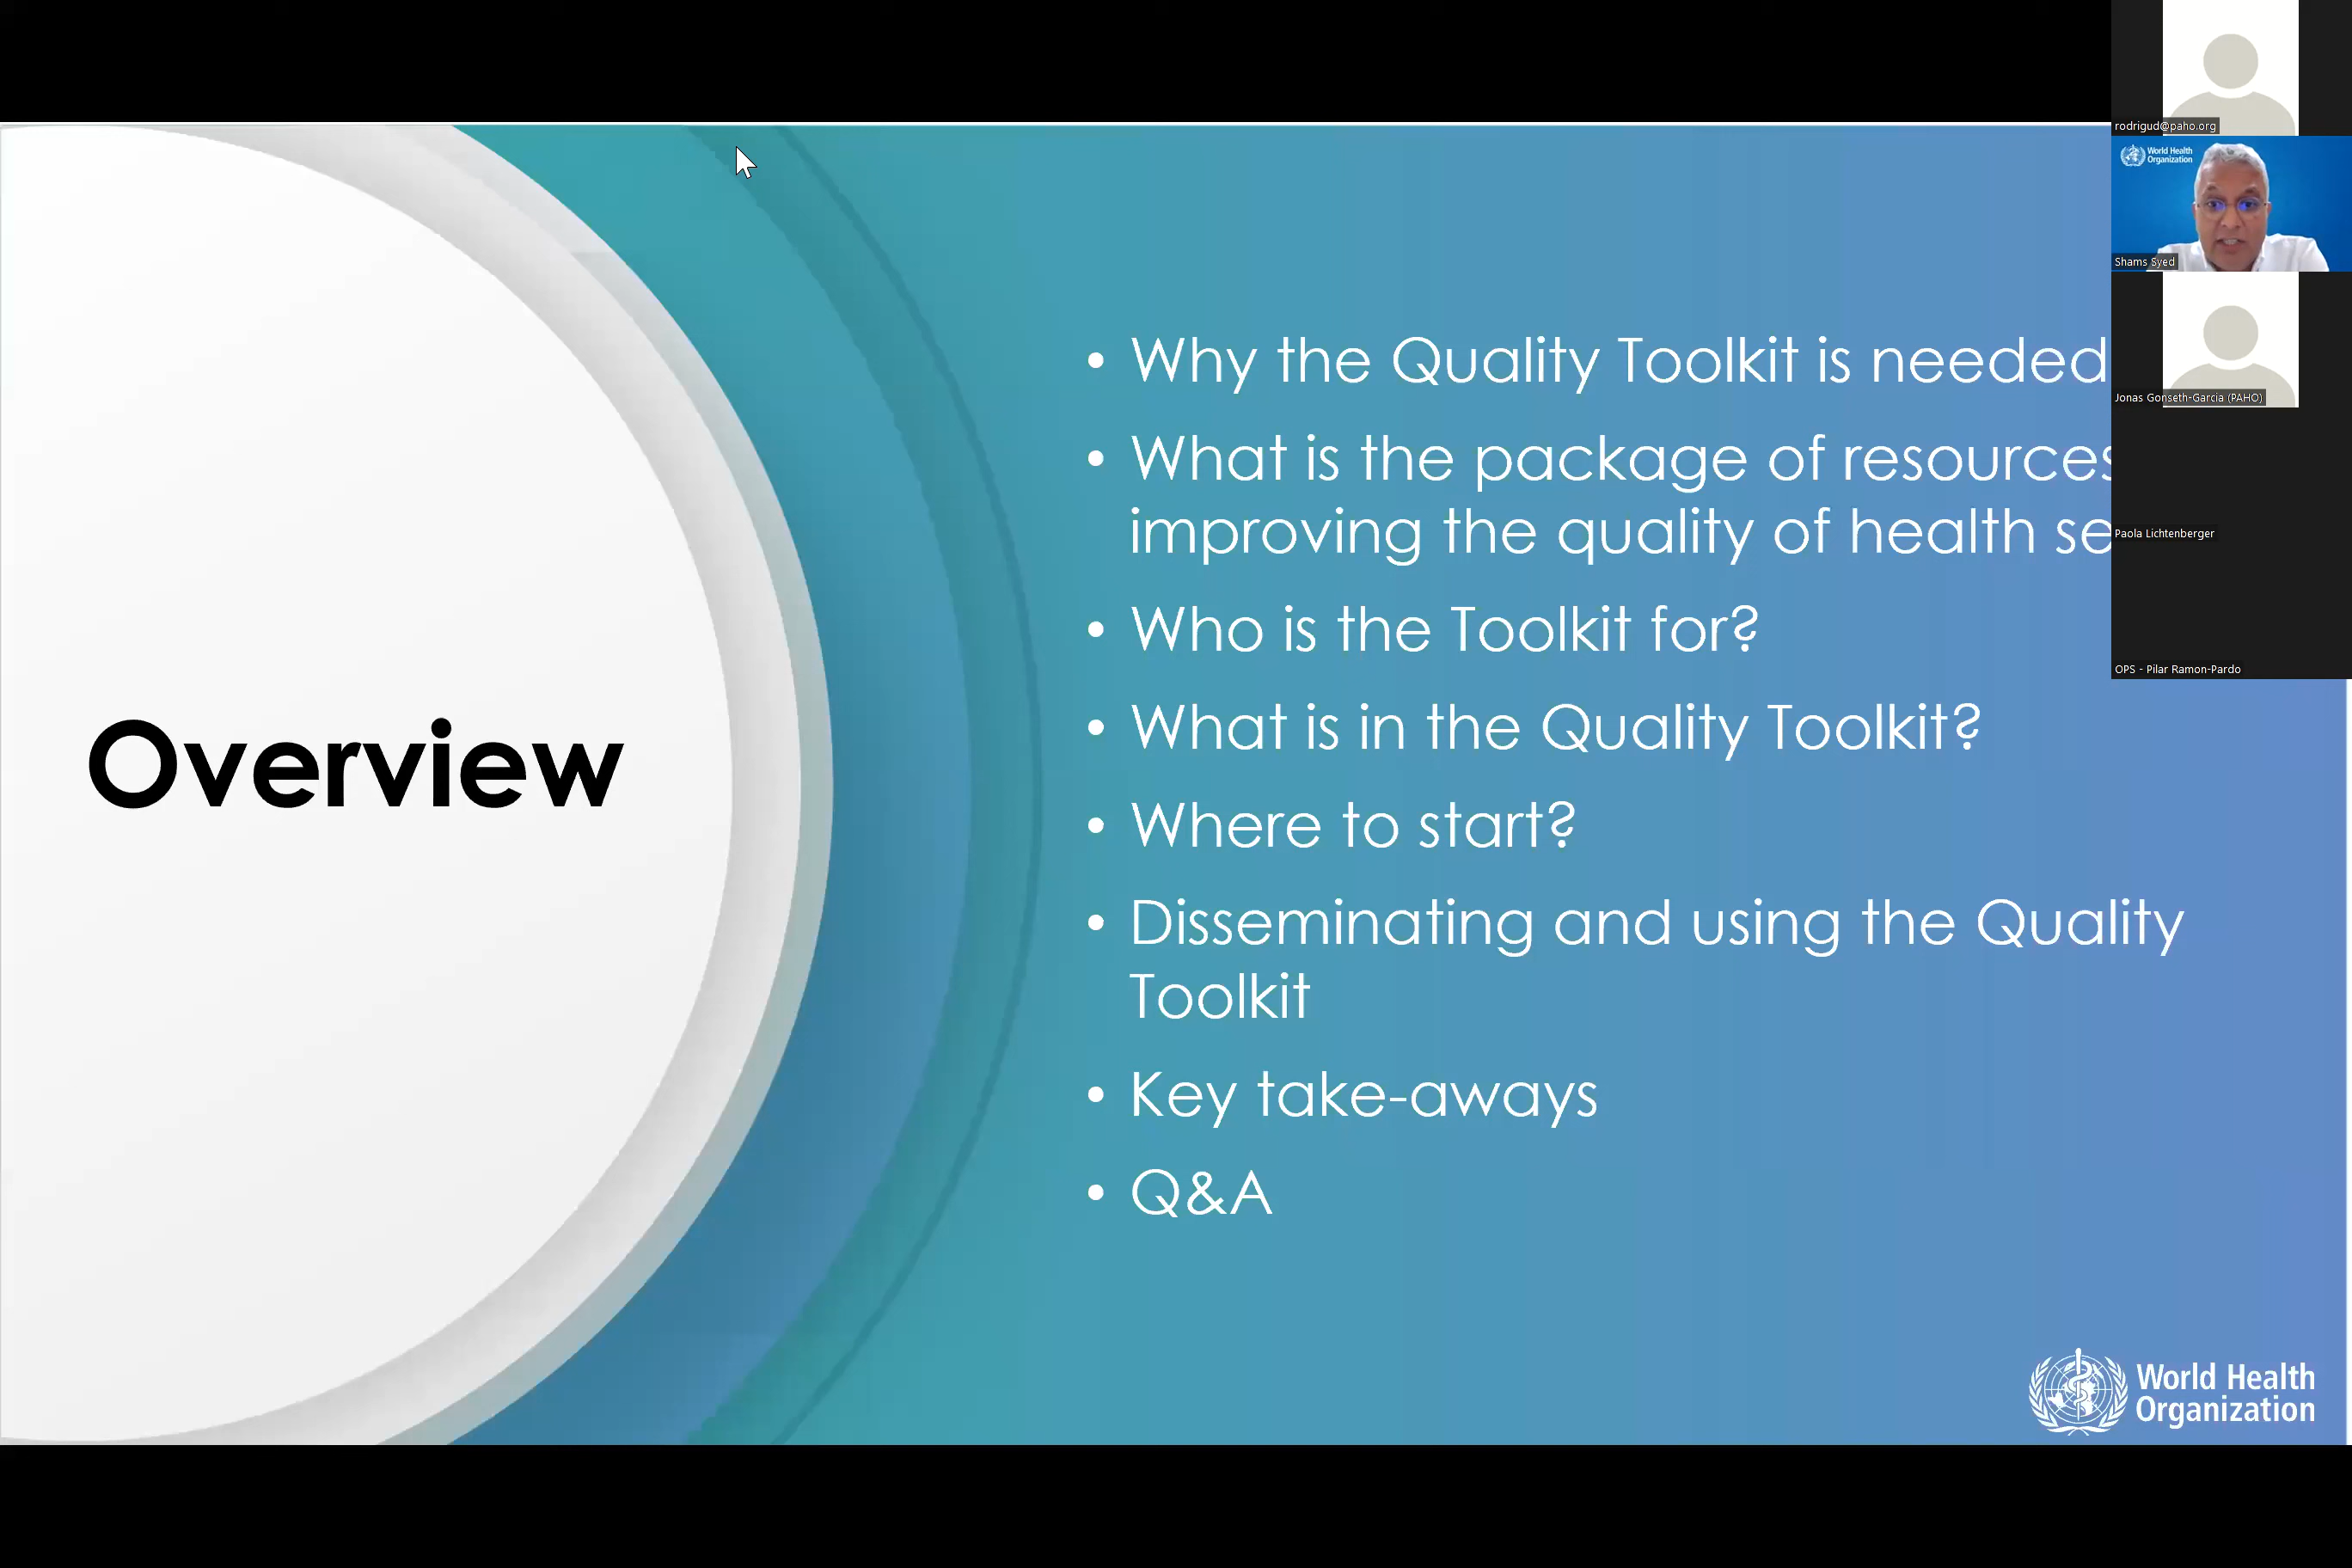 Overview
• Why the Quality Toolkit is needed
• What is the package of resources
improving the quality of health
• Who is the Toolkit for?
• What is in the Quality Toolkit?
• Where to start?
• Disseminating and using the Quality
Toolkit
• Key take-aways
• Q&A
World Health
Organization
rodrigud@paho.org
World Health
Organization
Shams Syed
Jonas Gonseth-Garcia (PAHO)
Paola Lichtenberger
OPS - Pilar Ramon-Pardo